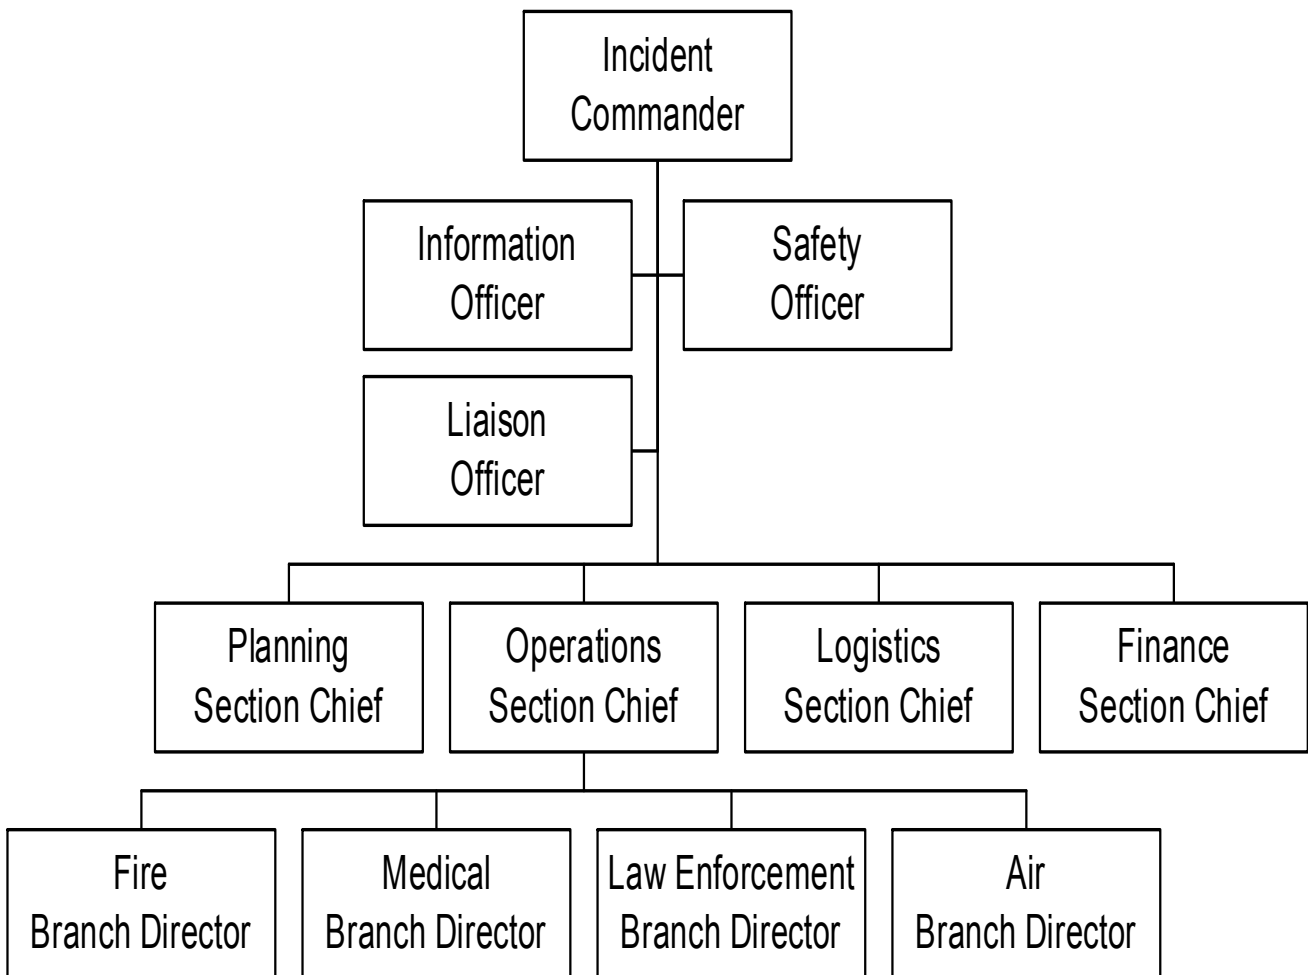 Incident
Commander
Information
Officer
Safety
Officer
Liaison
Officer
Planning
Section Chief
Operations
Section Chief
Logistics
Section Chief
Finance
Section Chief
Fire
Branch Director
Medical
Branch Director
Law Enforcement
Branch Director
Air
Branch Director